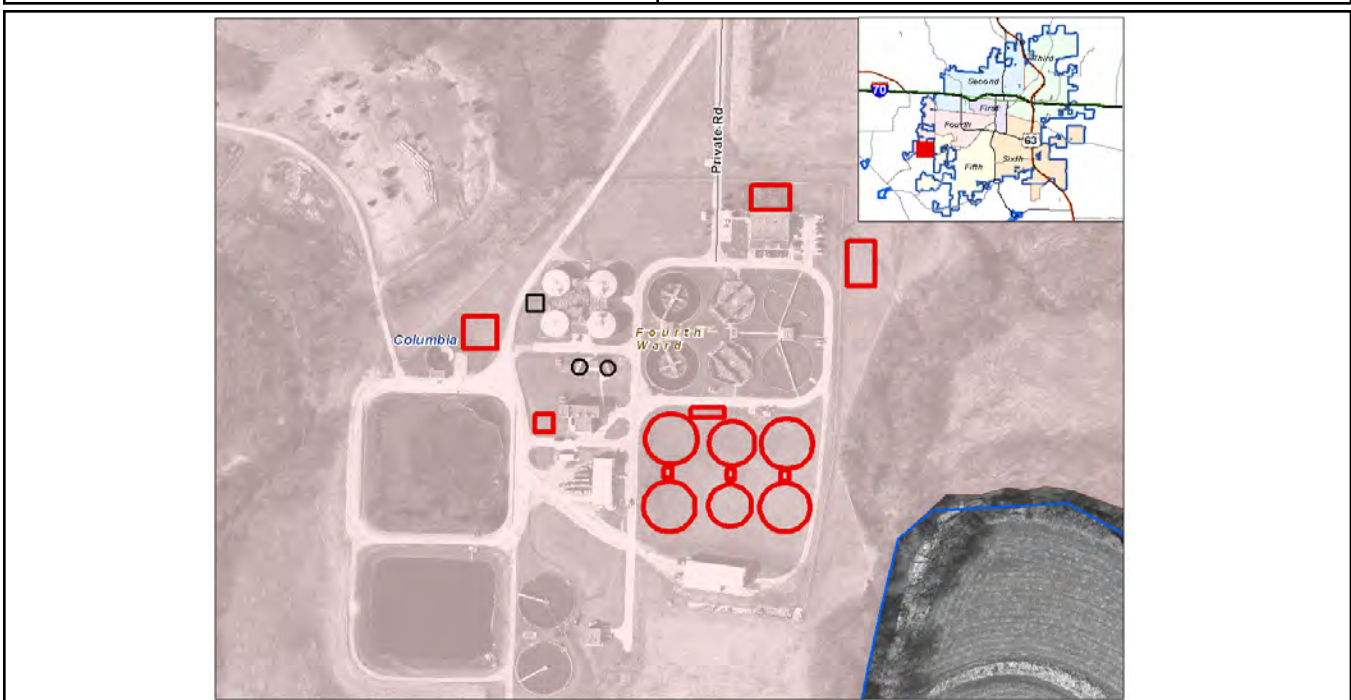 Private Rd
Columbia
Fourth
Ward
Third
Second
70
First
Fourth
63
Fifth
Sixth